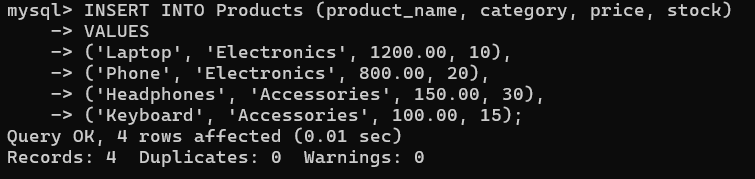 mysql> INSERT INTO Products (product_name, category, price, stock)
    -> VALUES
    -> ('Laptop', 'Electronics', 1200.00, 10),
    -> ('Phone', 'Electronics', 800.00, 20),
    -> ('Headphones', 'Accessories', 150.00, 30),
    -> ('Keyboard', 'Accessories', 100.00, 15);
Query OK, 4 rows affected (0.01 sec)
Records: 4  Duplicates: 0  Warnings: 0